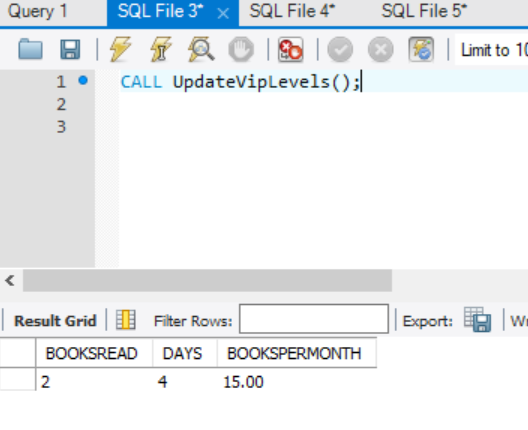 Query 1 SQL File 3* × SQL File 4* SQL File 5*
Limit to 10
1 CALL UpdateVipLevels();
2
3
Result Grid Filter Rows: Export:
BOOKSREAD DAYS BOOKSPERMONTH
2 4 15.00